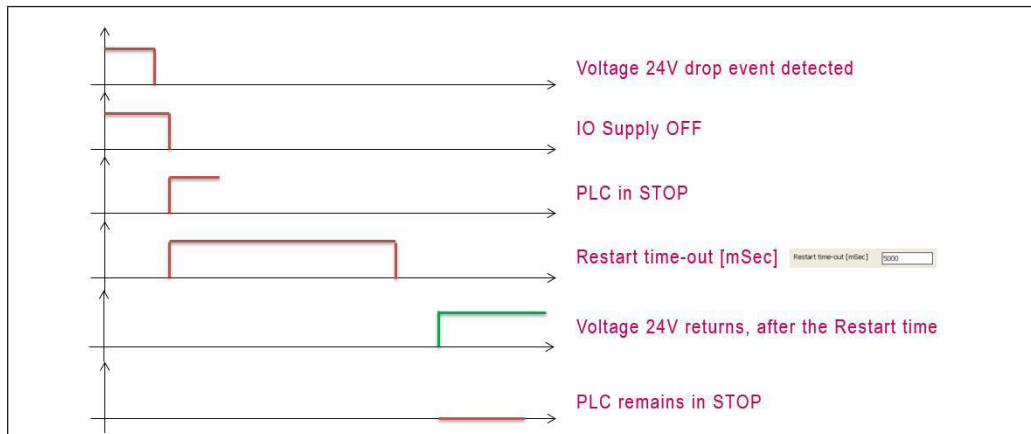 Voltage 24V drop event detected
IO Supply OFF
PLC in STOP
Restart time-out [mSec] Restart time-out [mSec] 5000
Voltage 24V returns, after the Restart time
PLC remains in STOP